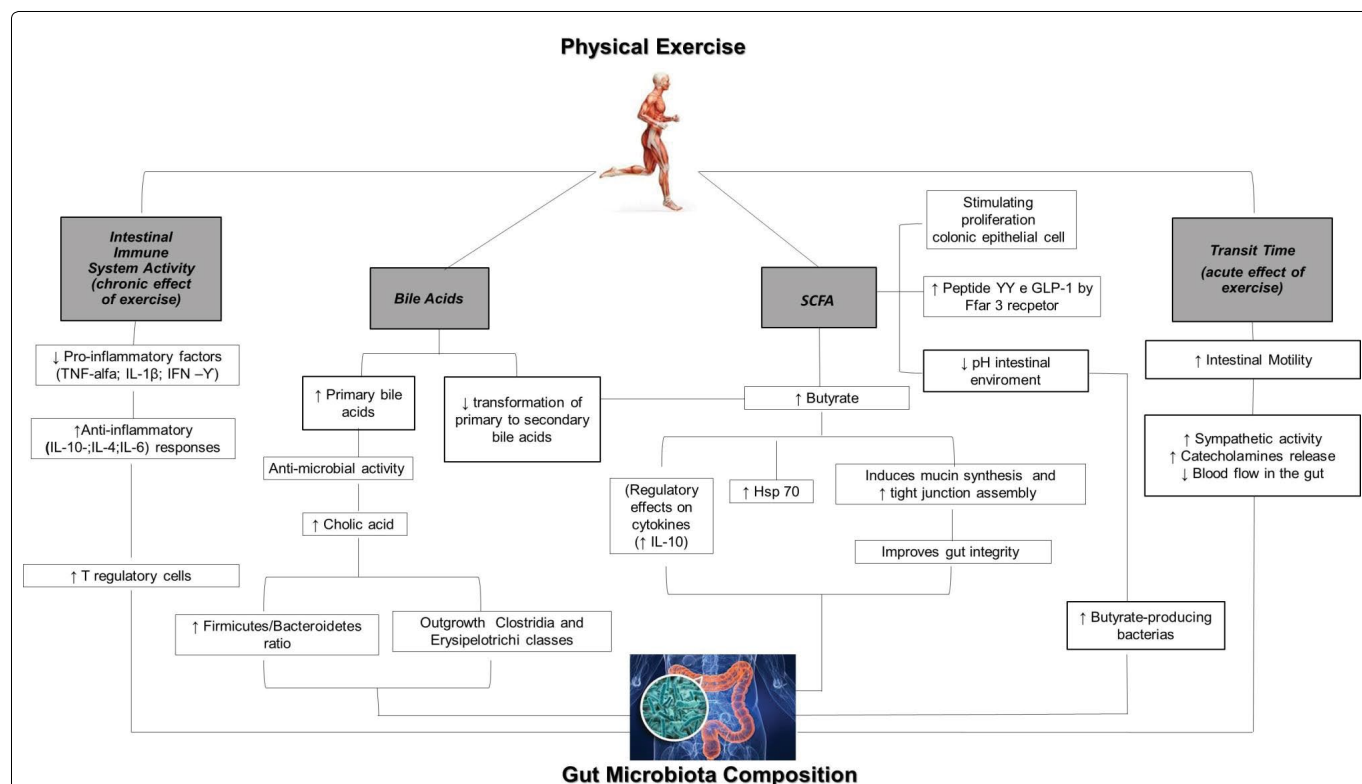 Physical Exercise
Intestinal
Immune
System Activity
(chronic effect
of exercise)
↓ Pro-inflammatory factors
(TNF-alfa; IL-1β; IFN –Y)
↑Anti-inflammatory
(IL-10-;IL-4;IL-6) responses
↑ T regulatory cells
Bile Acids
↑ Primary bile
acids
↓ transformation of
primary to secondary
bile acids
Anti-microbial activity
↑ Cholic acid
↑ Firmicutes/Bacteroidetes
ratio
Outgrowth Clostridia and
Erysipelotrichi classes
SCFA
Stimulating
proliferation
colonic epithelial cell
↑ Peptide YY e GLP-1 by
Ffar 3 recpetor
↓ pH intestinal
enviroment
↑ Butyrate
(Regulatory
effects on
cytokines
(↑ IL-10)
↑ Hsp 70
Induces mucin synthesis and
↑ tight junction assembly
Improves gut integrity
↑ Butyrate-producing
bacterias
Transit Time
(acute effect of
exercise)
↑ Intestinal Motility
↑ Sympathetic activity
↑ Catecholamines release
↓ Blood flow in the gut
Gut Microbiota Composition